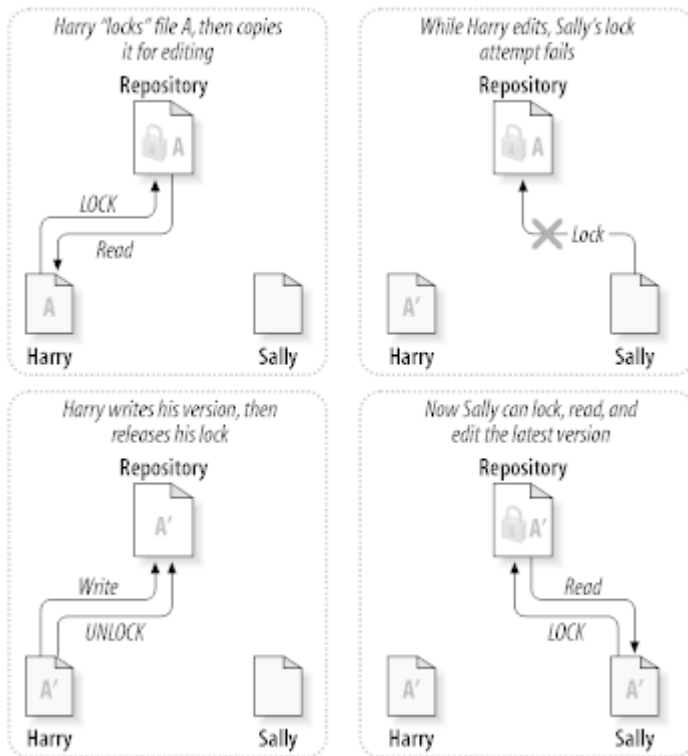 Harry “locks” file A, then copies
it for editing
Repository
A
LOCK
Read
A
Harry
Sally
While Harry edits, Sally’s lock
attempt fails
Repository
A
Lock
A’
Harry
Sally
Harry writes his version, then
releases his lock
Repository
A’
Write
UNLOCK
A’
Harry
Sally
Now Sally can lock, read, and
edit the latest version
Repository
A’
Read
LOCK
A’
A’
Harry
Sally